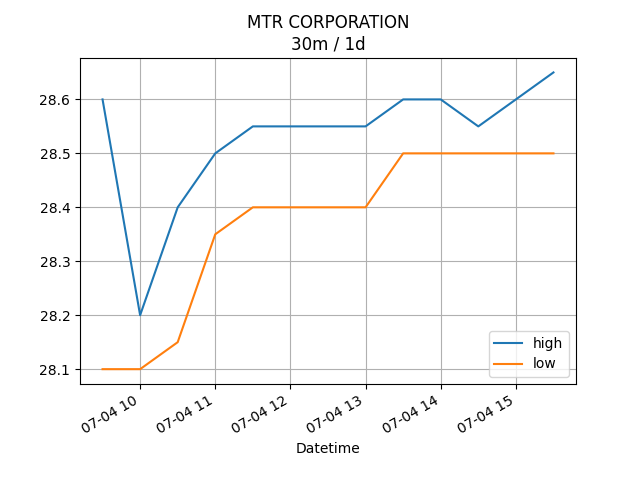 MTR CORPORATION
30m / 1d
28.6
28.5
28.4
28.3
28.2
28.1
high
low
07-04 10
07-04 11
07-04 12
07-04 13
07-04 14
07-04 15
Datetime